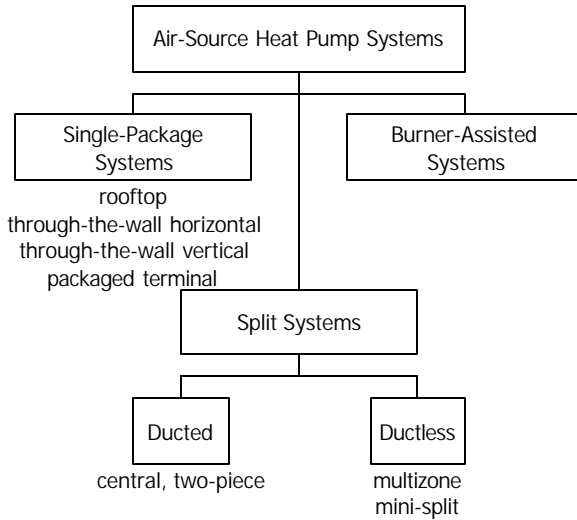 Air-Source Heat Pump Systems
Single-Package
Systems
rooftop
through-the-wall horizontal
through-the-wall vertical
packaged terminal
Burner-Assisted
Systems
Split Systems
Ducted
central, two-piece
Ductless
multizone
mini-split